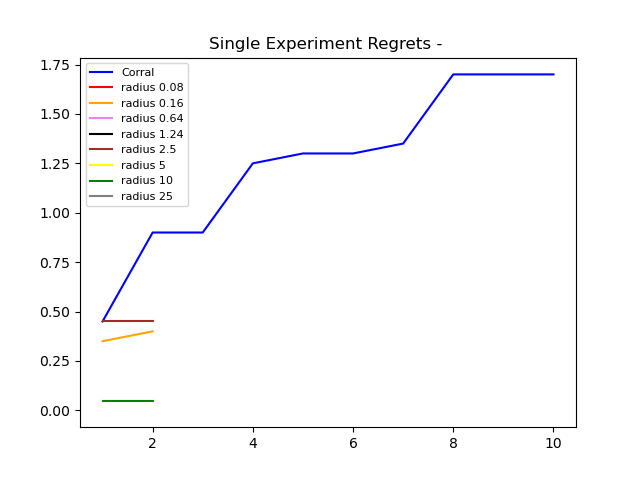 Single Experiment Regrets -
1.75
1.50
1.25
1.00
0.75
0.50
0.25
0.00
Corral
radius 0.08
radius 0.16
radius 0.64
radius 1.24
radius 2.5
radius 5
radius 10
radius 25
2 4 6 8 10